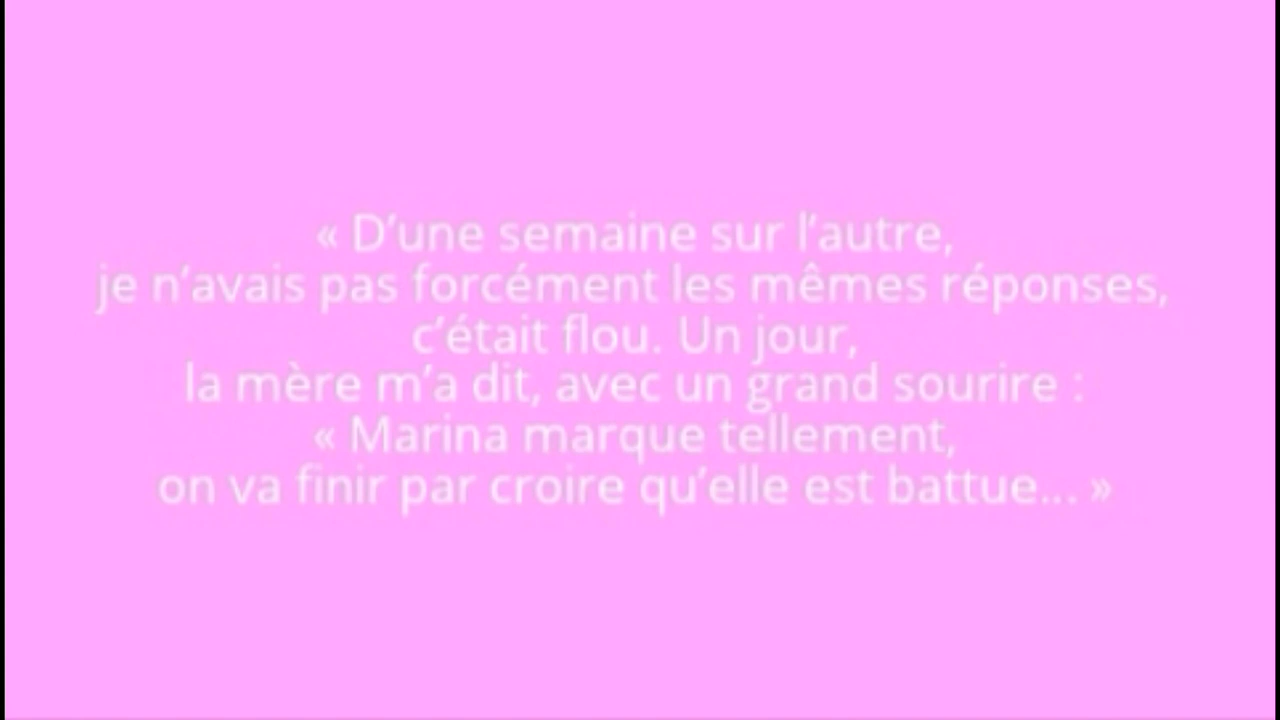 « D’une semaine sur l’autre,
je n’avais pas forcément les mêmes réponses,
c’était flou. Un jour,
la mère m’a dit, avec un grand sourire :
« Marina marque tellement,
on va finir par croire qu’elle est battue... »